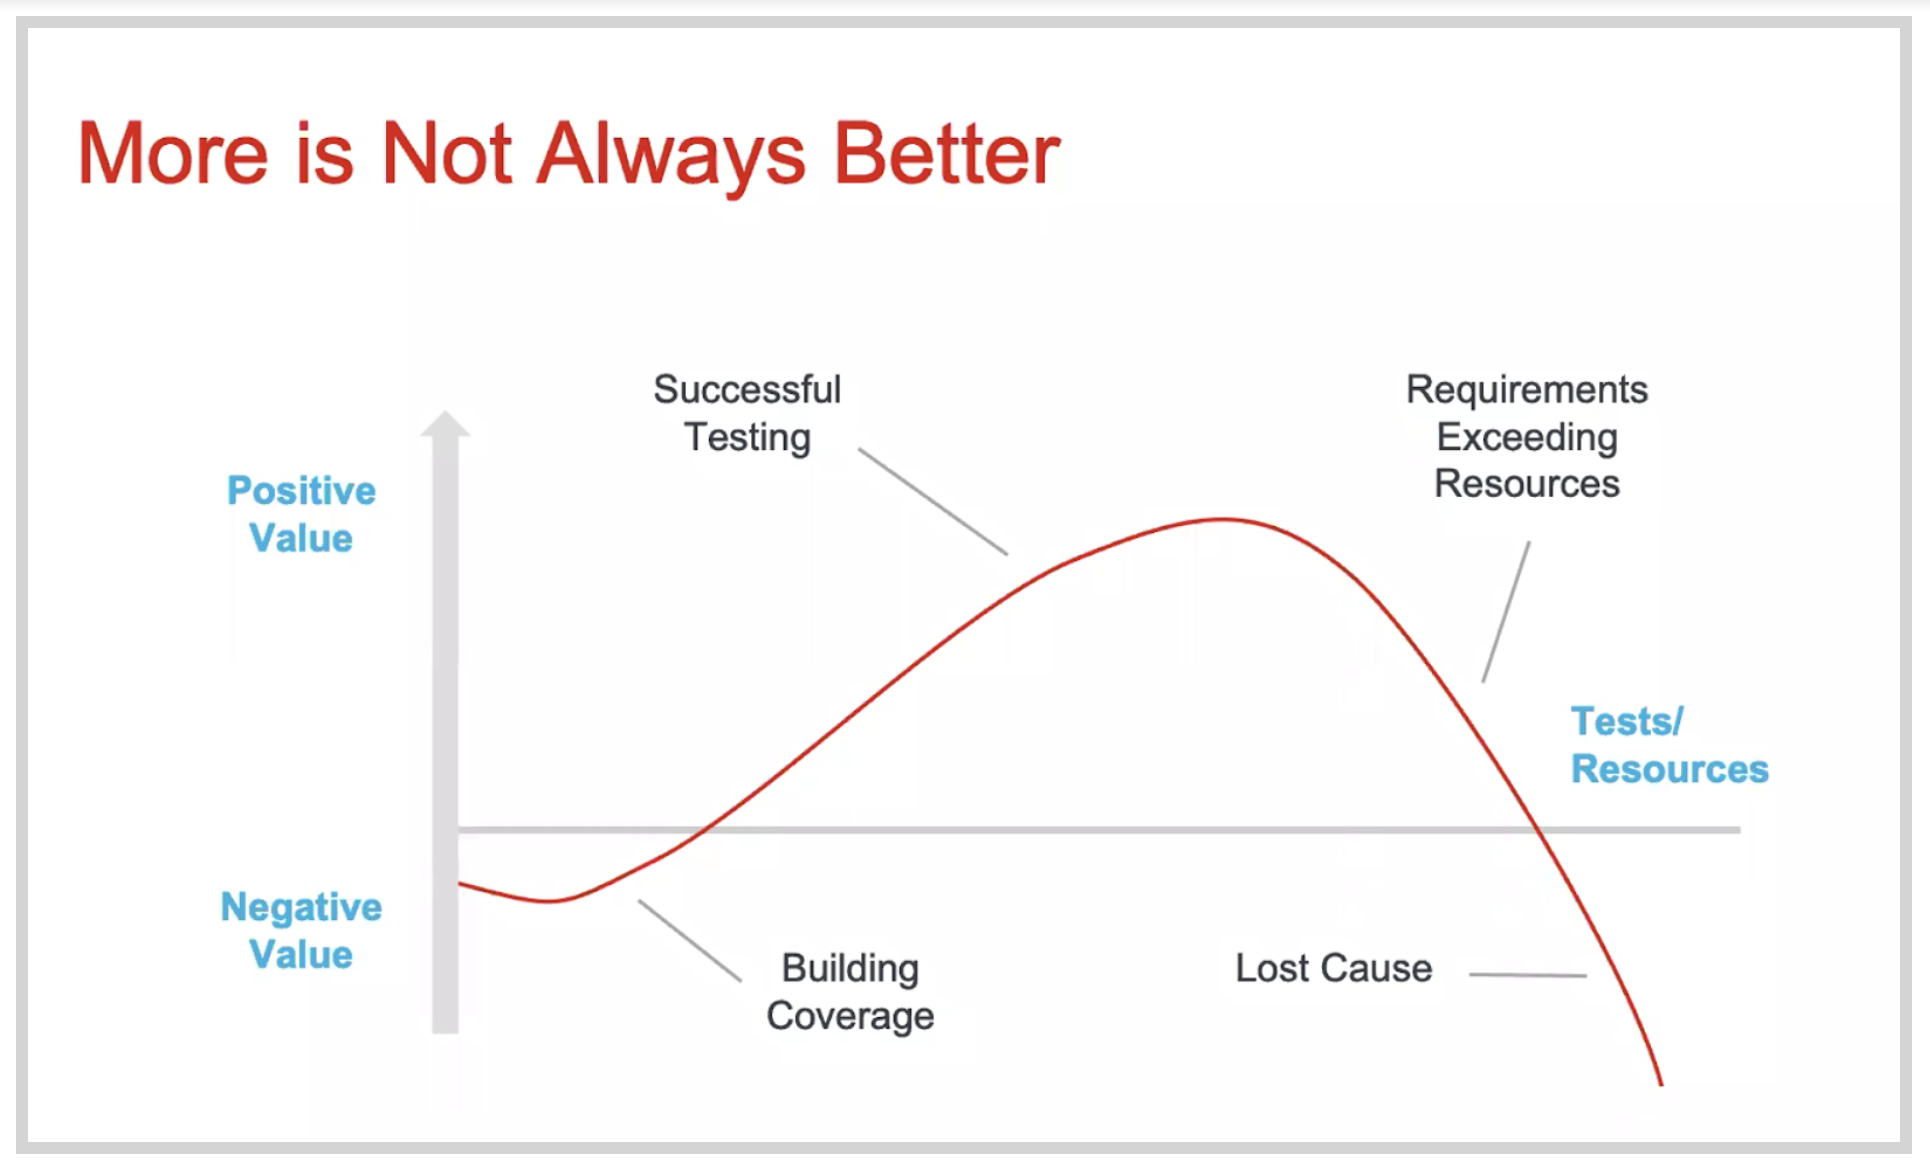 More is Not Always Better
Successful
Testing
Requirements
Exceeding
Resources
Positive
Value
Tests/
Resources
Negative
Value
Building
Coverage
Lost Cause